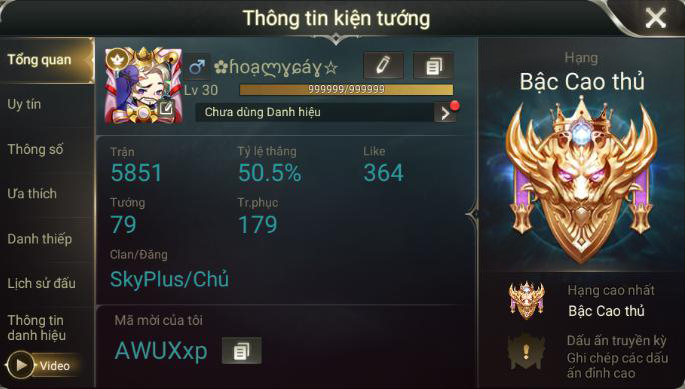 Thông tin kiện tướng
Tổng quan
Uy tín
Thông số
Ưa thích
Danh thiếp
Lịch sử đấu
Thông tin
danh hiệu
Video
Lv 30
999999/999999
Chưa dùng Danh hiệu
Trận
Tỷ lệ thắng
Like
5851
50.5%
364
Tướng
Tr.phục
79
179
Clan/Đăng
SkyPlus/Chủ
Mã mời của tôi
AWUXxp
Hạng
Bậc Cao thủ
Hạng cao nhất
Bậc Cao thủ
Dấu ấn truyền kỳ
Ghi chép các dấu
ấn đỉnh cao